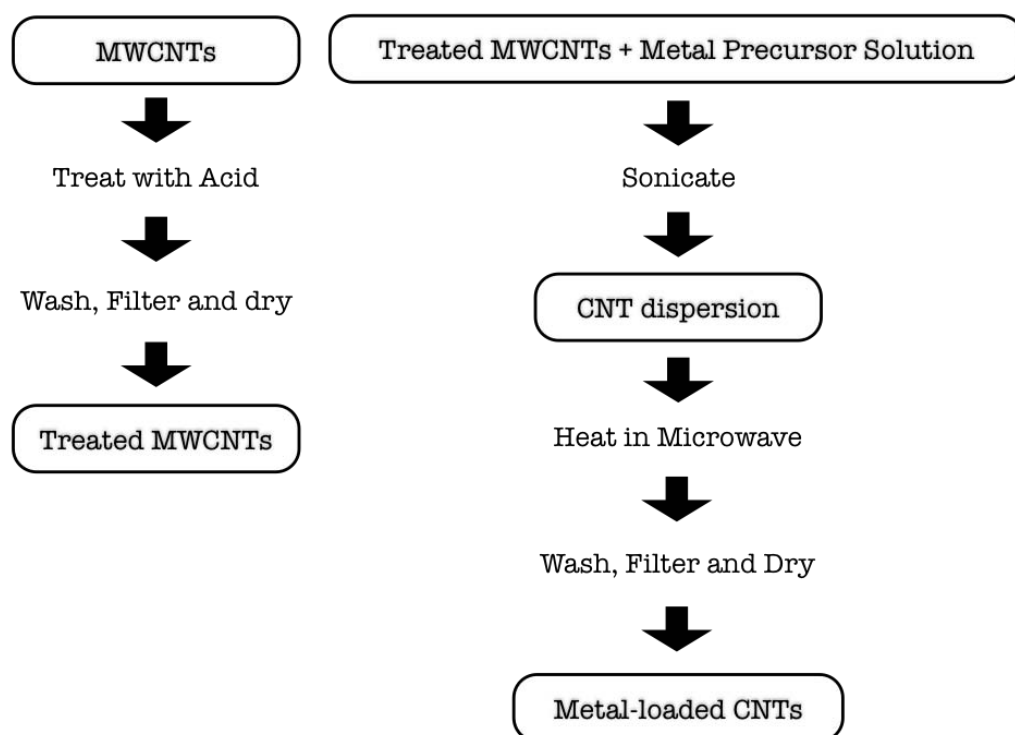 MWCNTs
Treat with Acid
Wash, Filter and dry
Treated MWCNTs
Treated MWCNTs + Metal Precursor Solution
Sonicate
CNT dispersion
Heat in Microwave
Wash, Filter and Dry
Metal-loaded CNTs